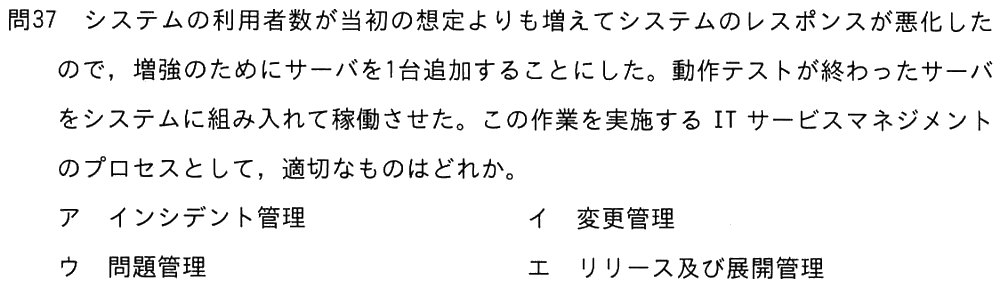 問37　システムの利用者数が当初の想定よりも増えてシステムのレスポンスが悪化した
ので，増強のためにサーバを1台追加することにした。動作テストが終わったサーバ
をシステムに組み入れて稼働させた。この作業を実施する IT サービスマネジメント
のプロセスとして，適切なものはどれか。
ア　インシデント管理　　　イ　変更管理
ウ　問題管理　　　エ　リリース及び展開管理